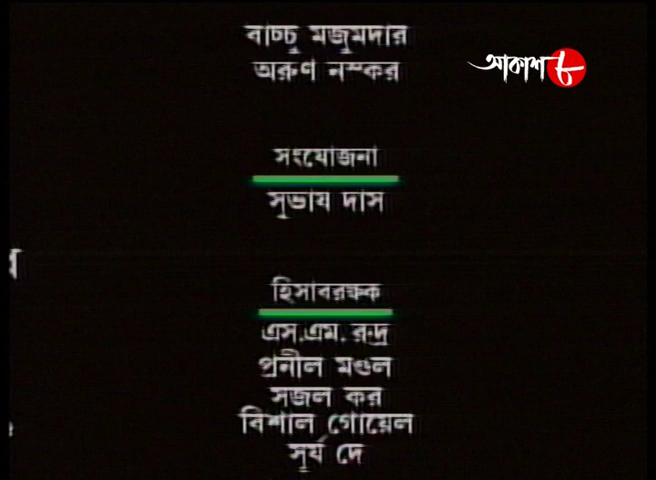 বাচ্চু মজুমদার
অরুণ নস্কর
আকাশ ৮
সংযোজনা
সুভাষ দাস
হিসাবরক্ষক
এস.এম. রুদ্র
প্রনীল মণ্ডল
সজল কর
বিশাল গোয়েল
সূর্য দে